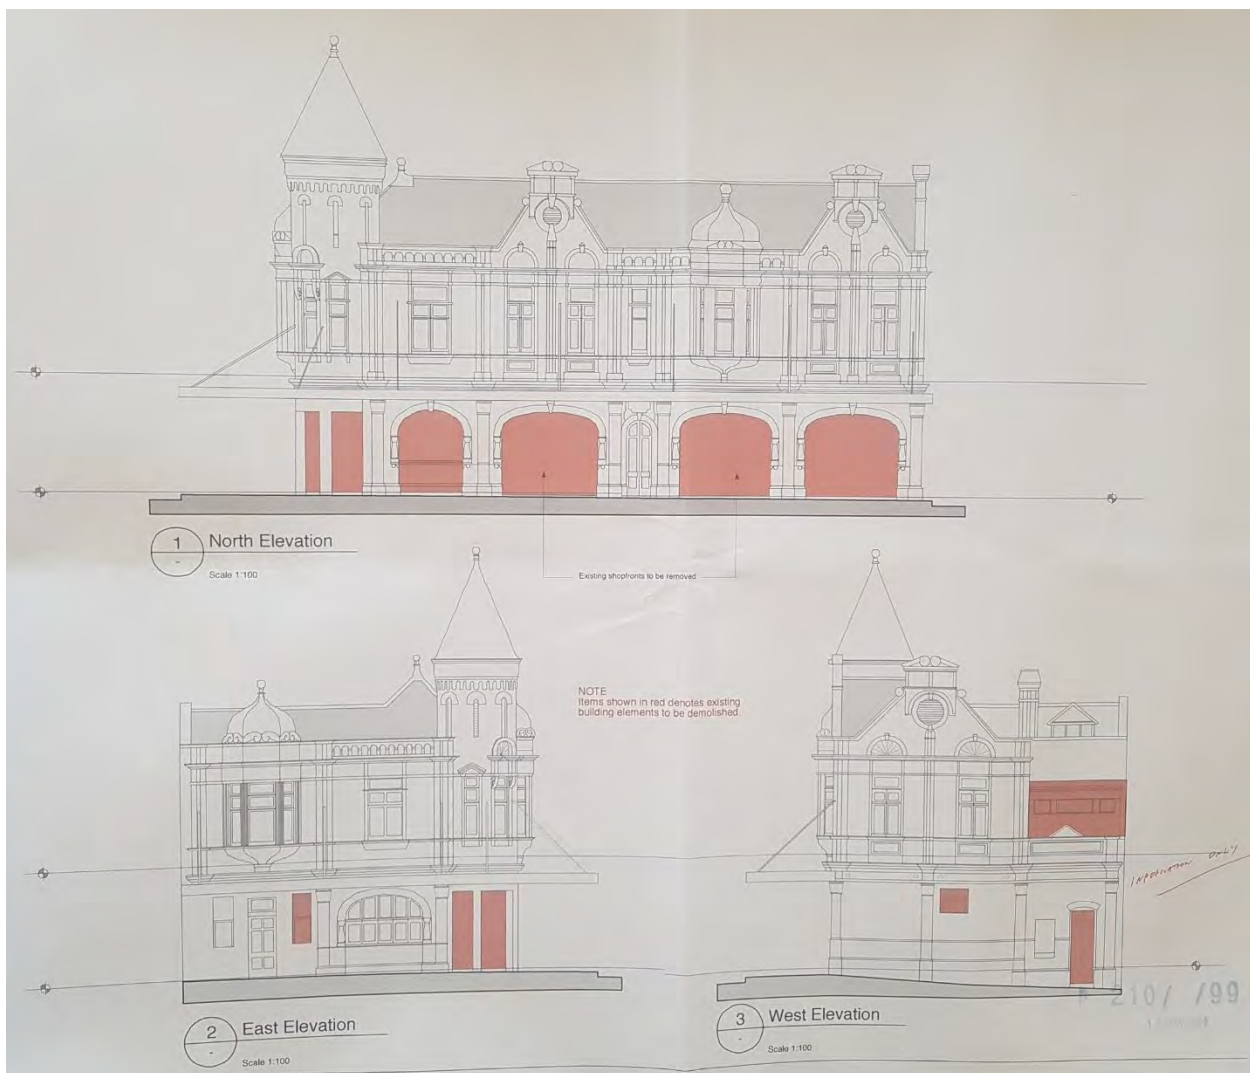 1
North Elevation
-
Scale 1:100
Existing shopfronts to be removed
NOTE
Items shown in red denotes existing
building elements to be demolished
INFORMATION ONLY
210/ /99
2
East Elevation
-
Scale 1:100
3
West Elevation
-
Scale 1:100